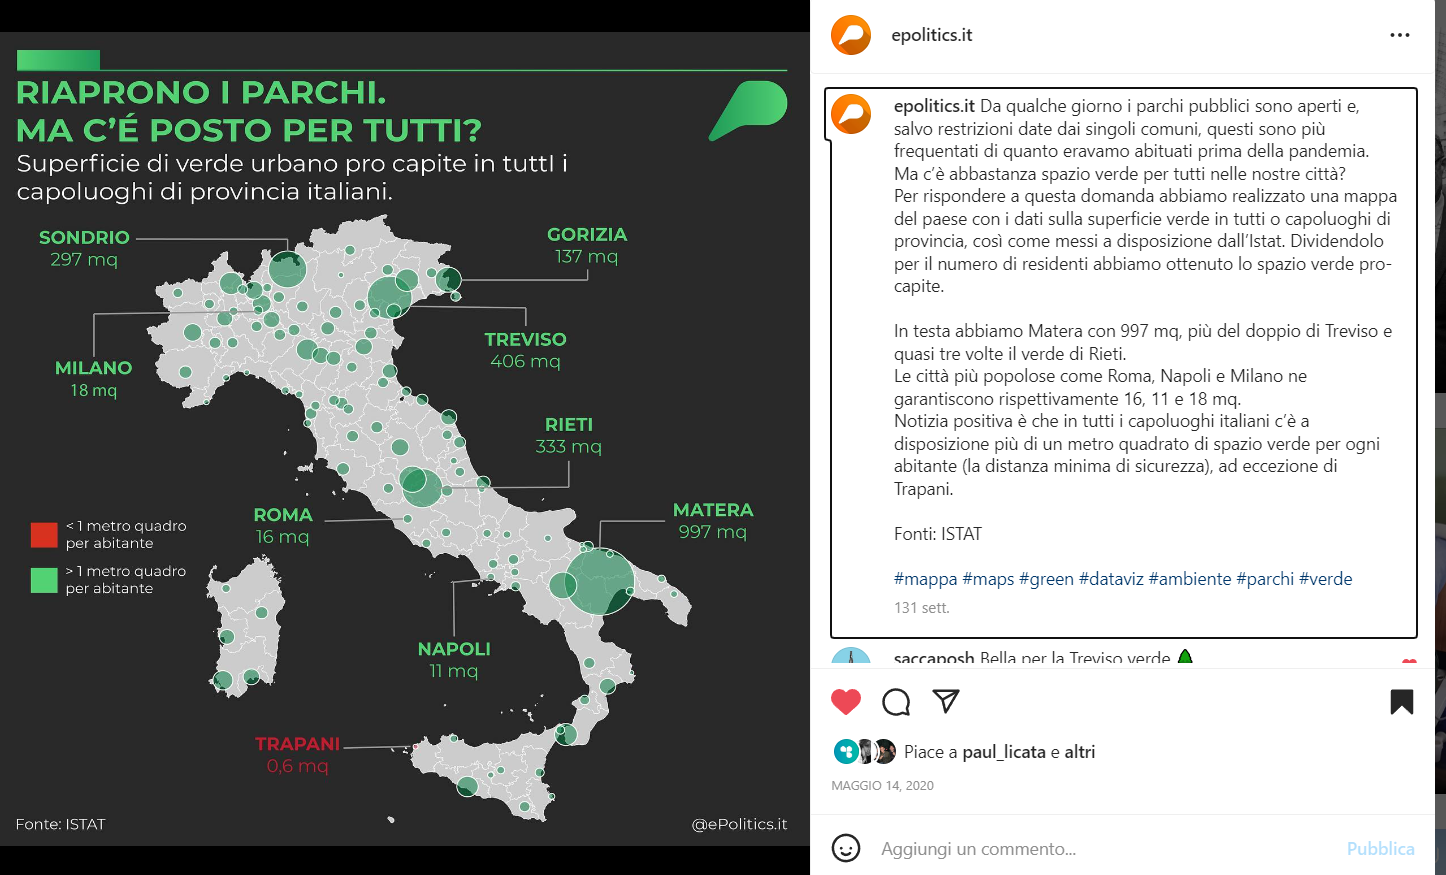 RIAPRONO I PARCHI.
MA C'É POSTO PER TUTTI?
Superficie di verde urbano pro capite in tuttI i
capoluoghi di provincia italiani.
SONDRIO
297 mq
GORIZIA
137 mq
TREVISO
406 mq
MILANO
18 mq
RIETI
333 mq
ROMA
16 mq
MATERA
997 mq
< 1 metro quadro
per abitante
> 1 metro quadro
per abitante
NAPOLI
11 mq
TRAPANI
0,6 mq
Fonte: ISTAT
@ePolitics.it
epolitics.it
epolitics.it Da qualche giorno i parchi pubblici sono aperti e,
salvo restrizioni date dai singoli comuni, questi sono più
frequentati di quanto eravamo abituati prima della pandemia.
Ma c'è abbastanza spazio verde per tutti nelle nostre città?
Per rispondere a questa domanda abbiamo realizzato una mappa
del paese con i dati sulla superficie verde in tutti o capoluoghi di
provincia, così come messi a disposizione dall'Istat. Dividendolo
per il numero di residenti abbiamo ottenuto lo spazio verde pro-
capite.
In testa abbiamo Matera con 997 mq, più del doppio di Treviso e
quasi tre volte il verde di Rieti.
Le città più popolose come Roma, Napoli e Milano ne
garantiscono rispettivamente 16, 11 e 18 mq.
Notizia positiva è che in tutti i capoluoghi italiani c'è a
disposizione più di un metro quadrato di spazio verde per ogni
abitante (la distanza minima di sicurezza), ad eccezione di
Trapani.
Fonti: ISTAT
#mappa #maps #green #dataviz #ambiente #parchi #verde
131 sett.
saccaposh Bella per la Treviso verde
Piace a paul_licata e altri
MAGGIO 14, 2020
Aggiungi un commento...
Pubblica